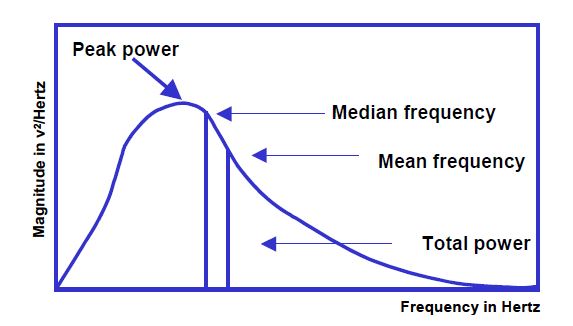 Peak power
Median frequency
Mean frequency
Total power
Magnitude in v²/Hertz
Frequency in Hertz